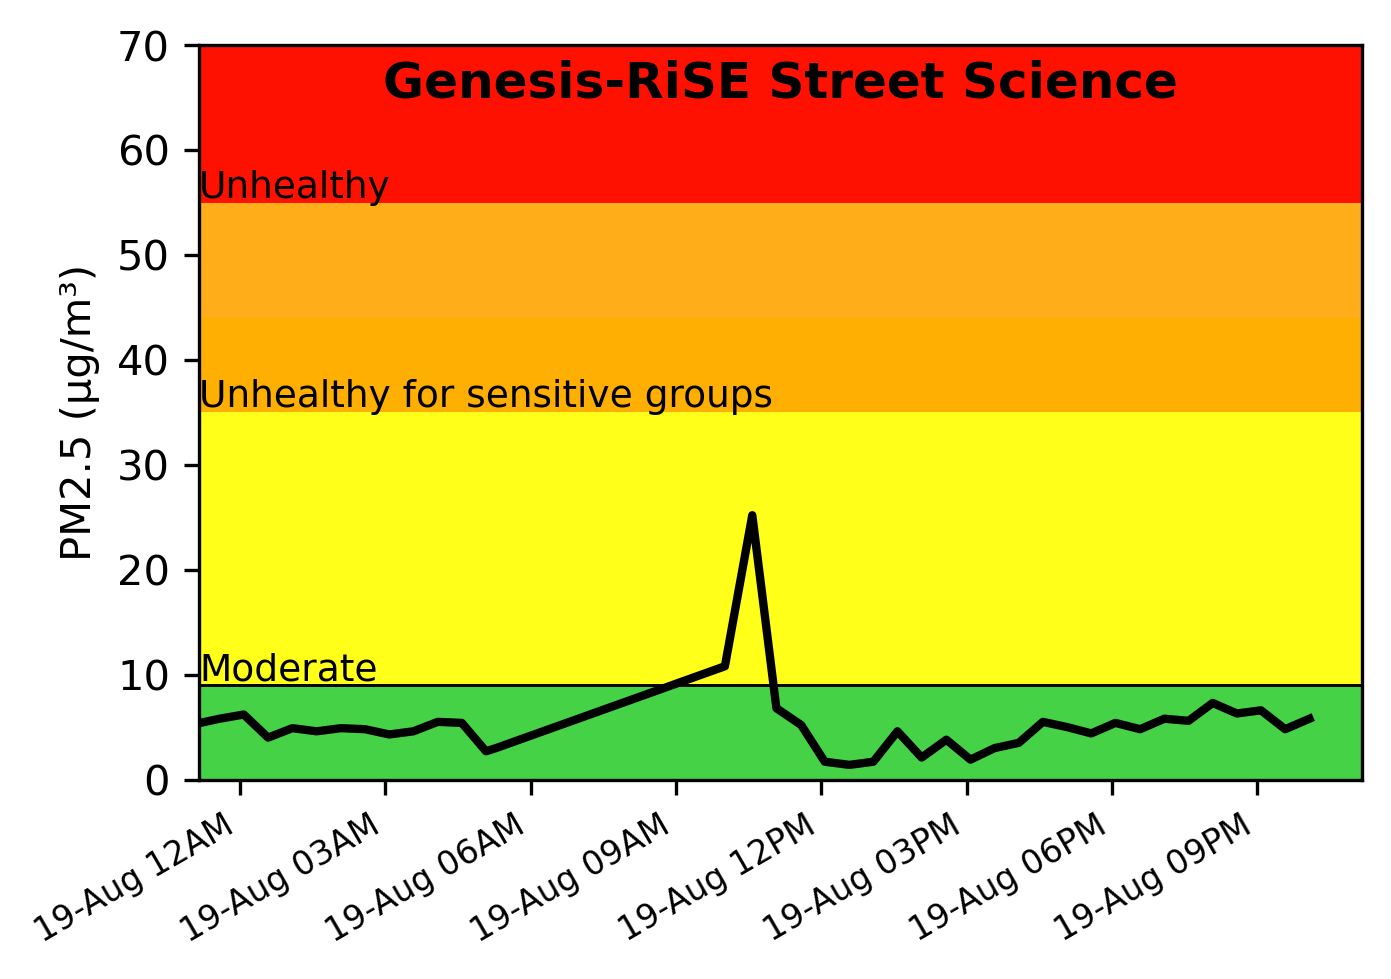 Genesis-RiSE Street Science
70
60
50
40
30
20
10
0
PM2.5 (µg/m³)
Unhealthy
Unhealthy for sensitive groups
Moderate
19-Aug 12AM
19-Aug 03AM
19-Aug 06AM
19-Aug 09AM
19-Aug 12PM
19-Aug 03PM
19-Aug 06PM
19-Aug 09PM